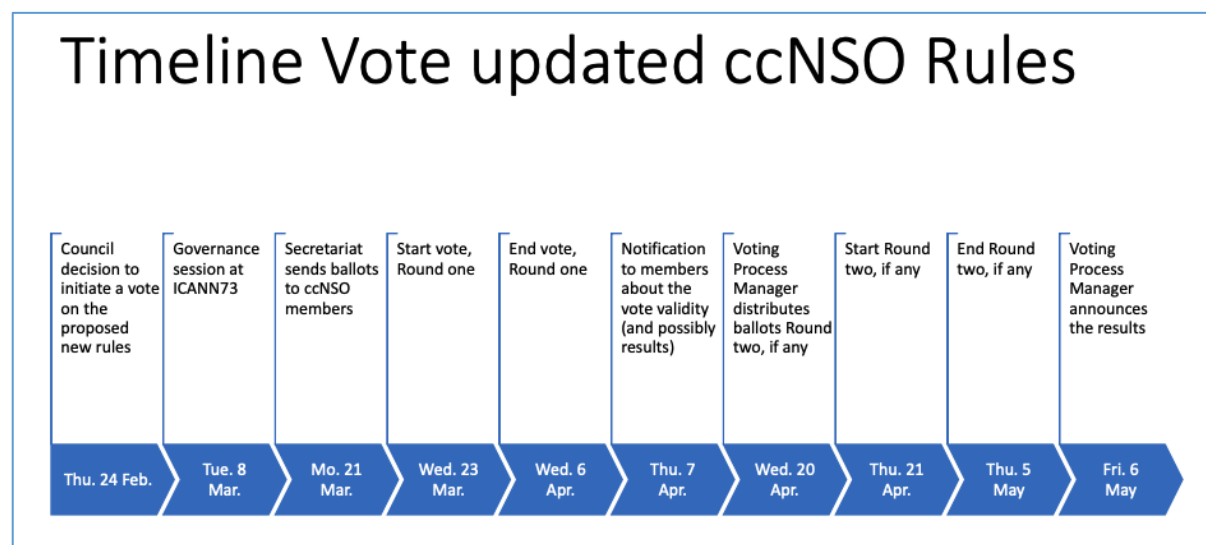 Timeline Vote updated ccNSO Rules
Council
decision to
initiate a vote
on the
proposed
new rules
Thu. 24 Feb.
Governance
session at
ICANN73
Tue. 8
Mar.
Secretariat
sends ballots
to ccNSO
members
Mo. 21
Mar.
Start vote,
Round one
Wed. 23
Mar.
End vote,
Round one
Wed. 6
Apr.
Notification
to members
about the
vote validity
(and possibly
results)
Thu. 7
Apr.
Voting
Process
Manager
distributes
ballots Round
two, if any
Wed. 20
Apr.
Start Round
two, if any
Thu. 21
Apr.
End Round
two, if any
Thu. 5
May
Voting
Process
Manager
announces
the results
Fri. 6
May